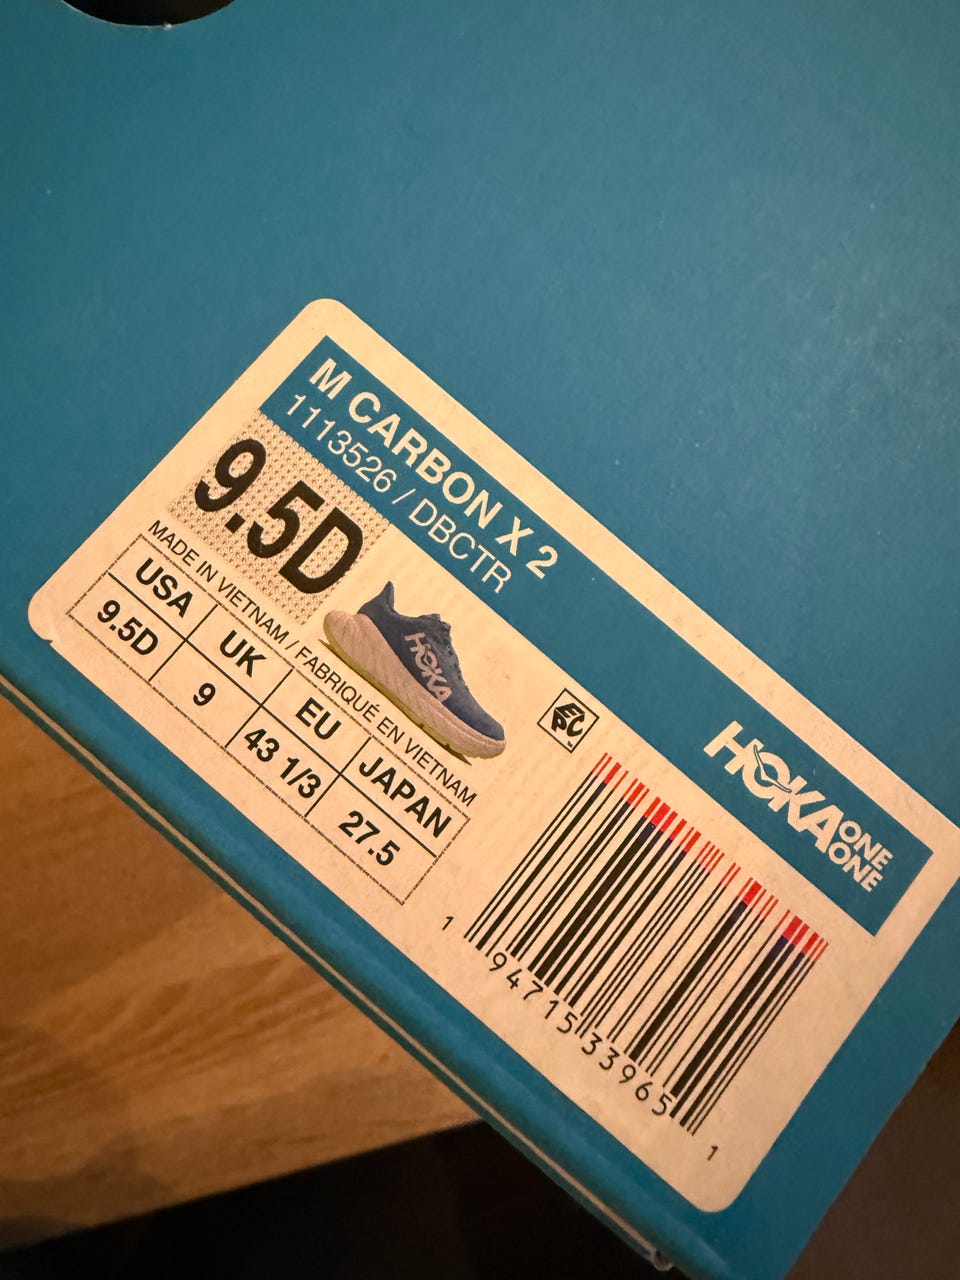 M CARBON X 2
1113526 / DBCTR
9.5D
MADE IN VIETNAM / FABRIQUÉ EN VIETNAM
USA UK EU JAPAN
9.5D 9 43 1/3 27.5
HOKA
EPC
HOKA ONE ONE
1 94715 33965 1